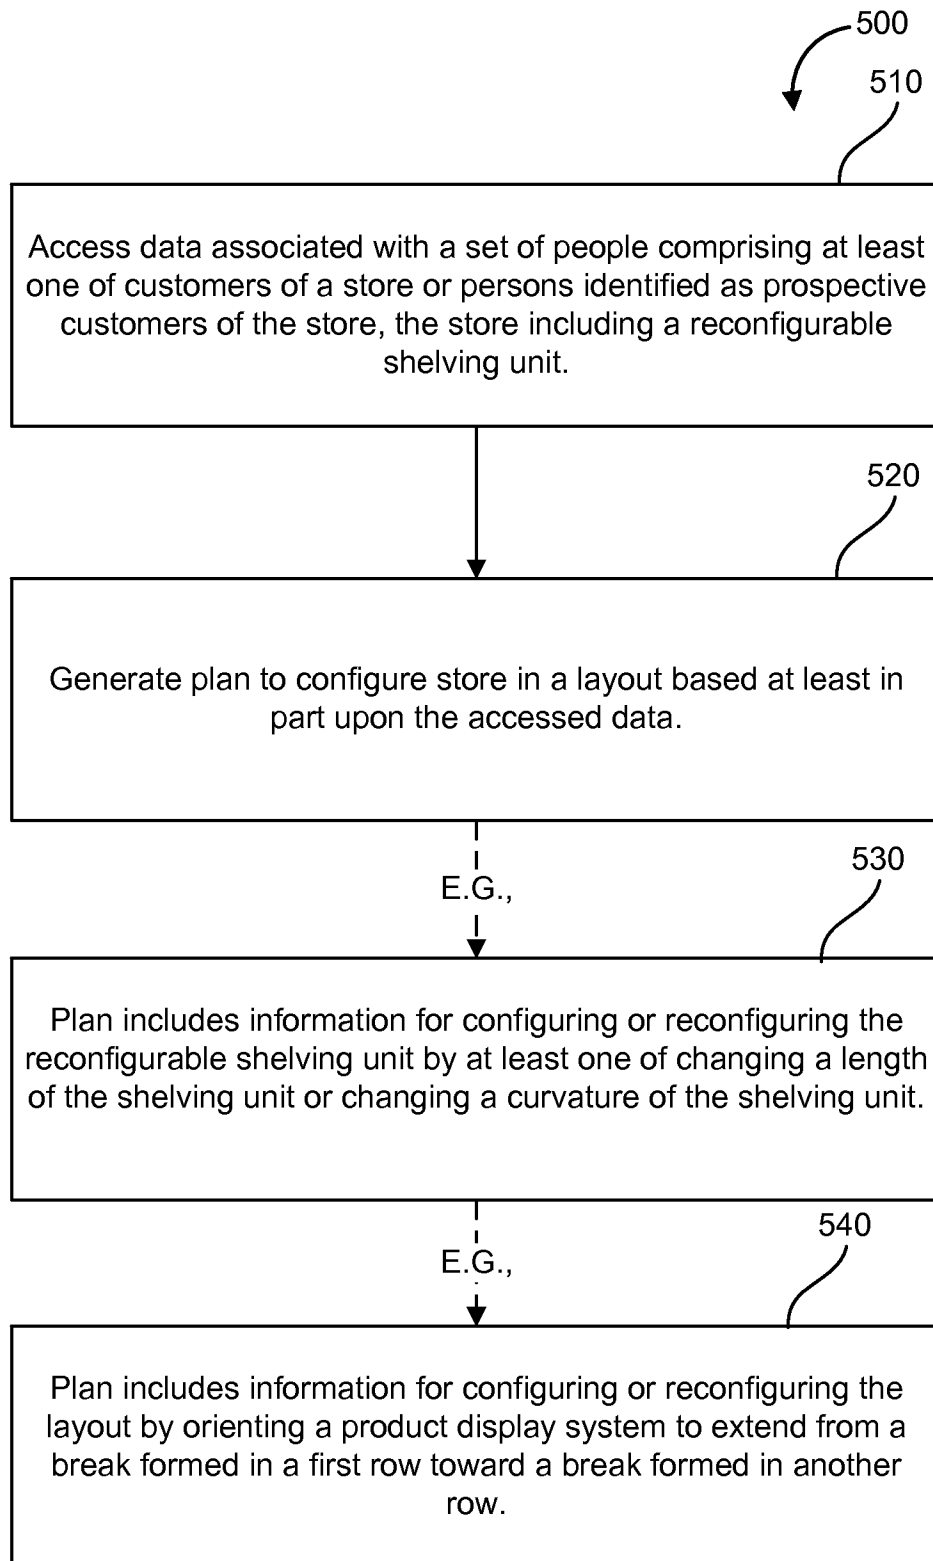 500
510
Access data associated with a set of people comprising at least
one of customers of a store or persons identified as prospective
customers of the store, the store including a reconfigurable
shelving unit.
520
Generate plan to configure store in a layout based at least in
part upon the accessed data.
530
E.G.,
Plan includes information for configuring or reconfiguring the
reconfigurable shelving unit by at least one of changing a length
of the shelving unit or changing a curvature of the shelving unit.
540
E.G.,
Plan includes information for configuring or reconfiguring the
layout by orienting a product display system to extend from a
break formed in a first row toward a break formed in another
row.